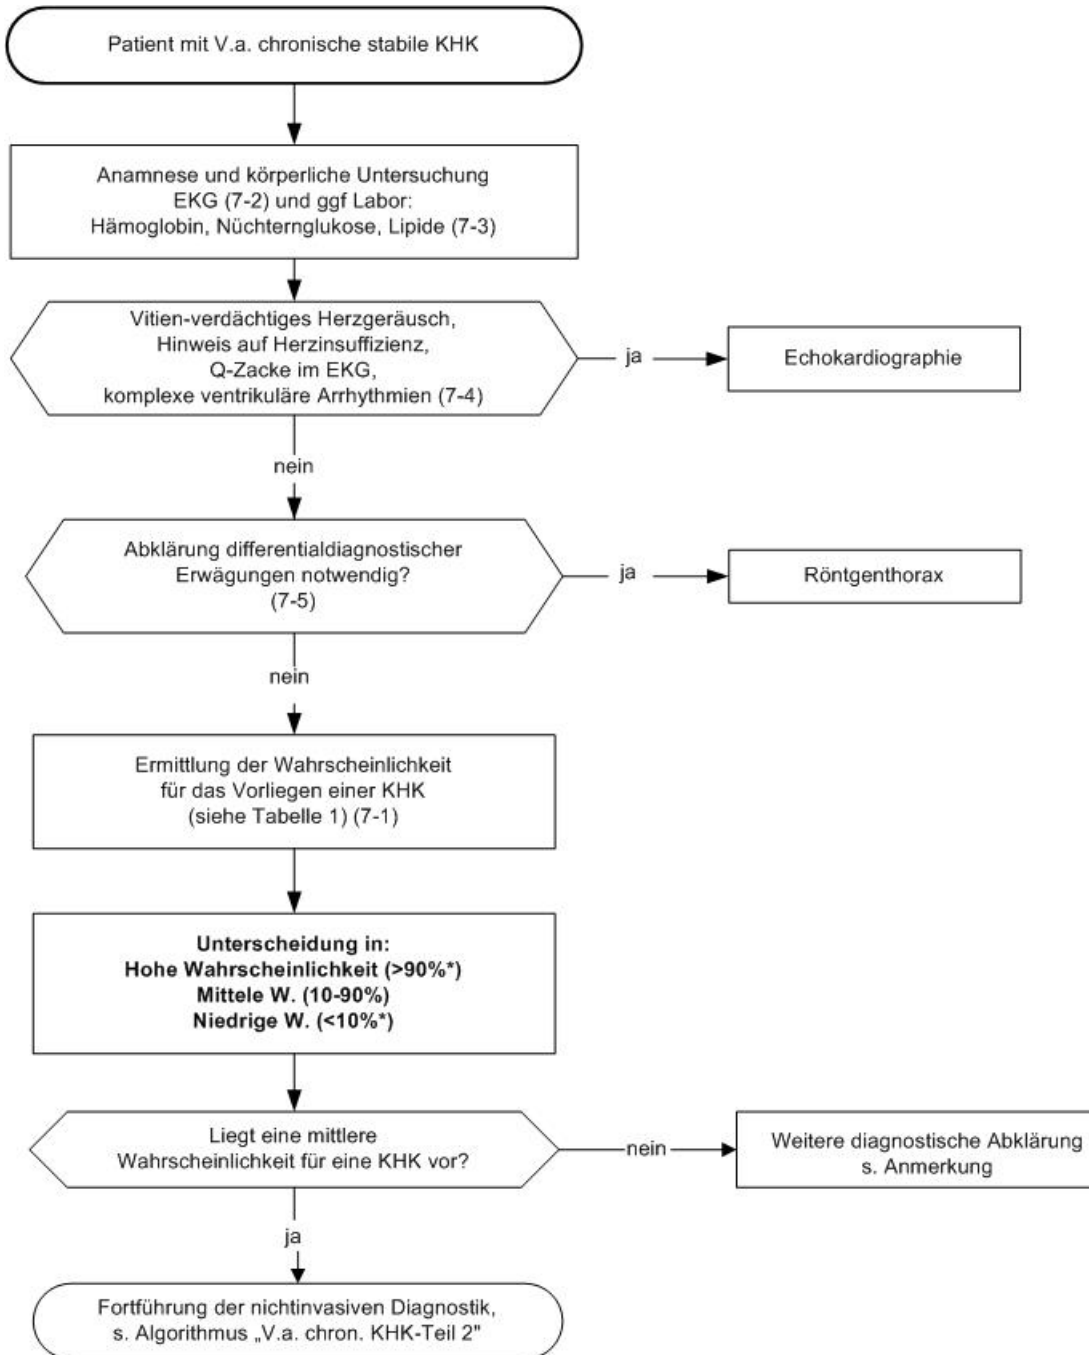 Patient mit V.a. chronische stabile KHK
Anamnese und körperliche Untersuchung
EKG (7-2) und ggf Labor:
Hämoglobin, Nüchternglukose, Lipide (7-3)
Vitien-verdächtiges Herzgeräusch,
Hinweis auf Herzinsuffizienz,
Q-Zacke im EKG,
komplexe ventrikuläre Arrhythmien (7-4)
ja
Echokardiographie
nein
Abklärung differentialdiagnostischer
Erwägungen notwendig?
(7-5)
ja
Röntgenthorax
nein
Ermittlung der Wahrscheinlichkeit
für das Vorliegen einer KHK
(siehe Tabelle 1) (7-1)
Unterscheidung in:
Hohe Wahrscheinlichkeit (>90%*)
Mittele W. (10-90%)
Niedrige W. (<10%*)
Liegt eine mittlere
Wahrscheinlichkeit für eine KHK vor?
nein
Weitere diagnostische Abklärung
s. Anmerkung
ja
Fortführung der nichtinvasiven Diagnostik,
s. Algorithmus „V.a. chron. KHK-Teil 2"